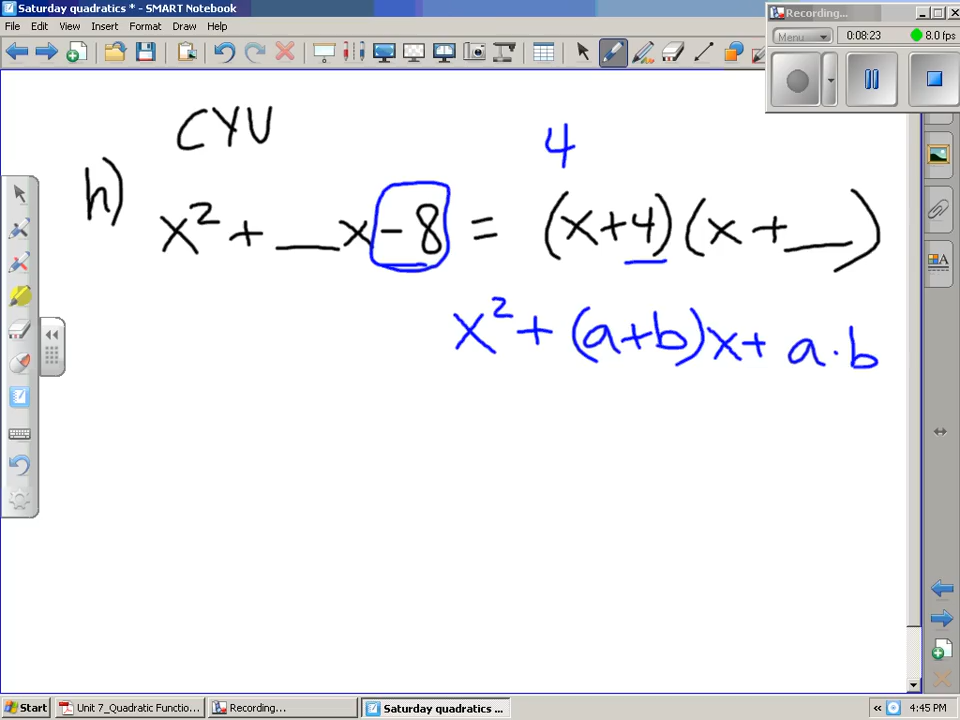 Saturday quadratics * - SMART Notebook
Recording...
File Edit View Insert Format Draw Help
Menu 0:08:23 8.0 fps
CYU
4
h) x² + __x - 8 = (x+4)(x + __)
x² + (a+b)x + a·b
Start Unit 7_Quadratic Functio... Recording... Saturday quadratics ... 4:45 PM